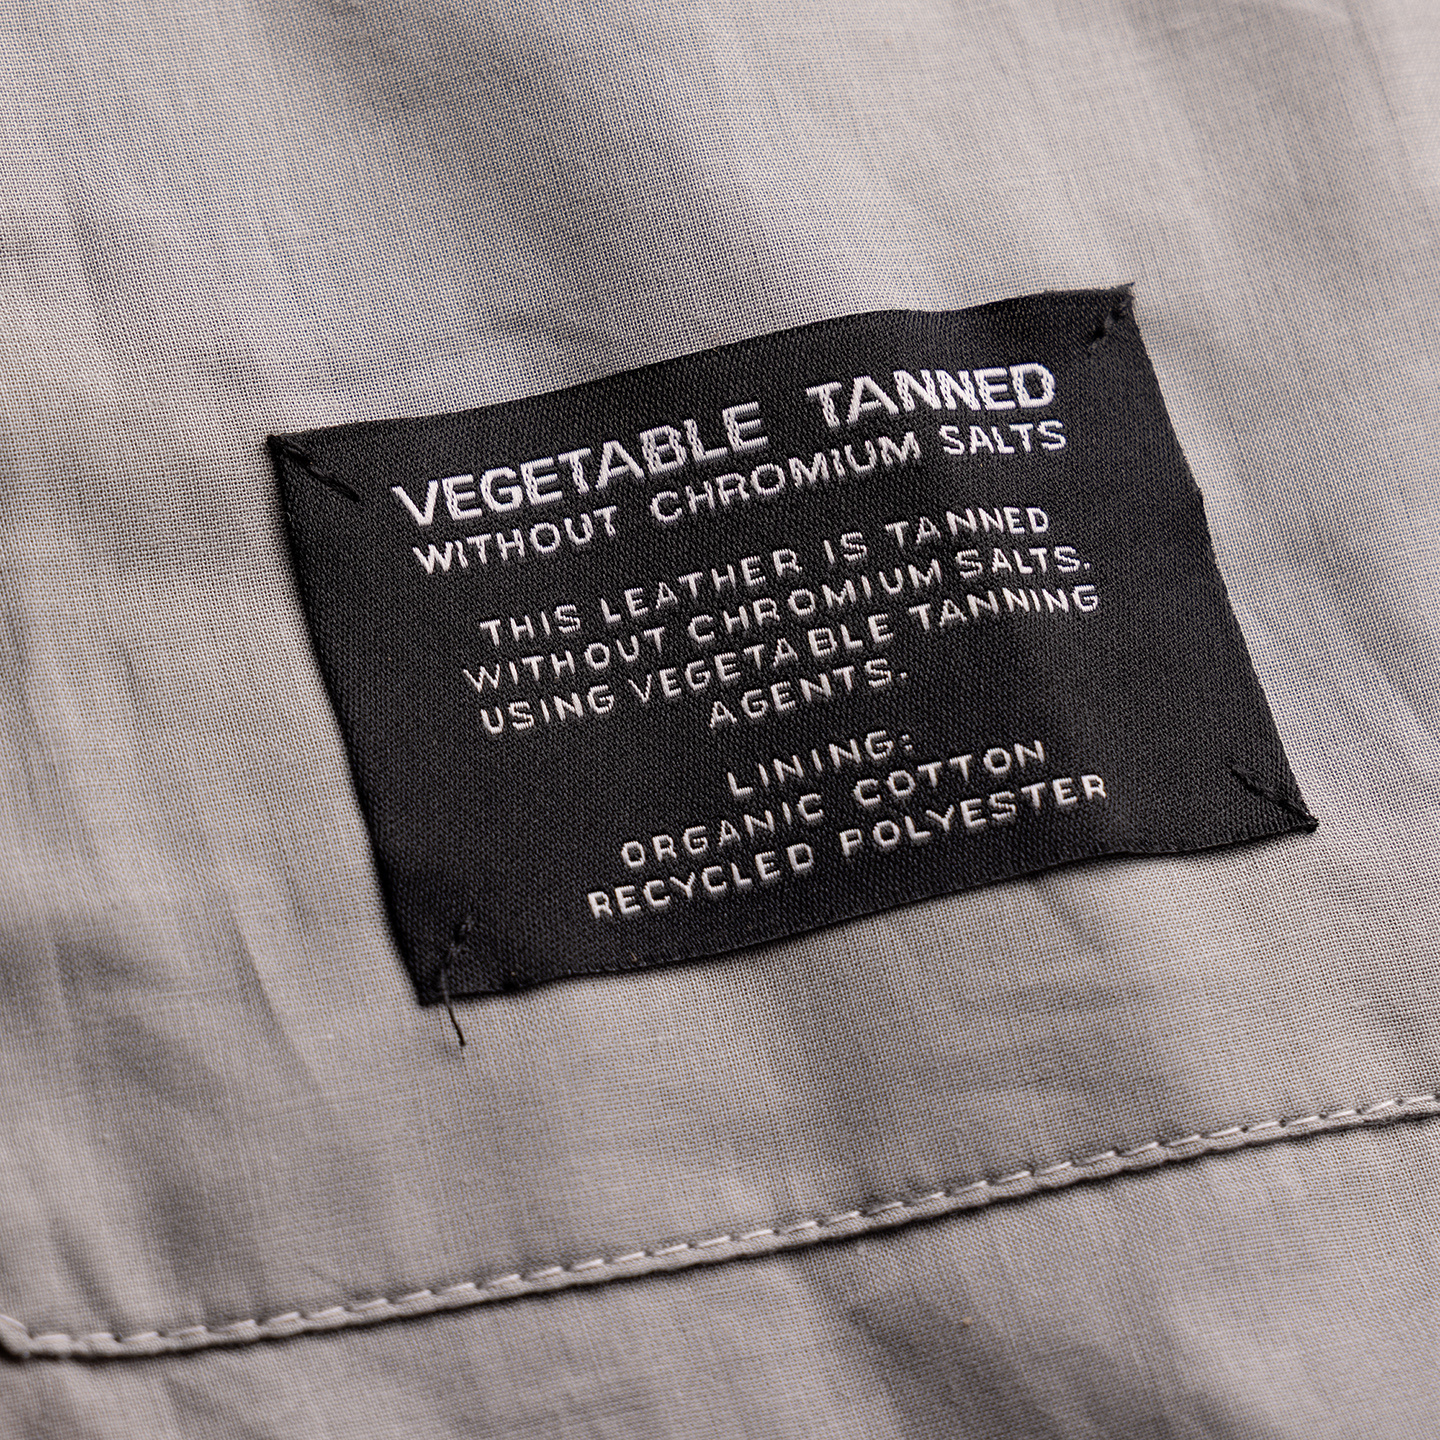 VEGETABLE TANNED
WITHOUT CHROMIUM SALTS
THIS LEATHER IS TANNED
WITHOUT CHROMIUM SALTS.
USING VEGETABLE TANNING
AGENTS.
LINING:
ORGANIC COTTON
RECYCLED POLYESTER